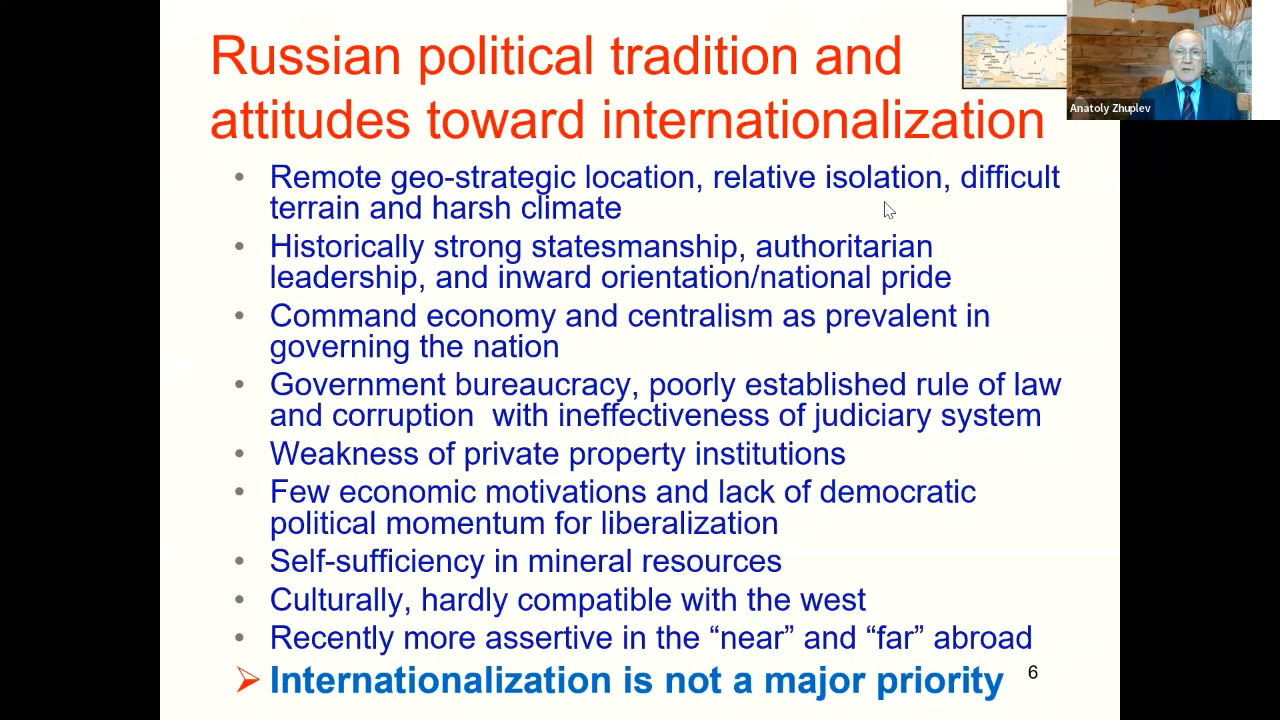 Russian political tradition and
attitudes toward internationalization
Anatoly Zhuplev
• Remote geo-strategic location, relative isolation, difficult
terrain and harsh climate
• Historically strong statesmanship, authoritarian
leadership, and inward orientation/national pride
• Command economy and centralism as prevalent in
governing the nation
• Government bureaucracy, poorly established rule of law
and corruption  with ineffectiveness of judiciary system
• Weakness of private property institutions
• Few economic motivations and lack of democratic
political momentum for liberalization
• Self-sufficiency in mineral resources
• Culturally, hardly compatible with the west
• Recently more assertive in the “near” and “far” abroad
➢ Internationalization is not a major priority
6